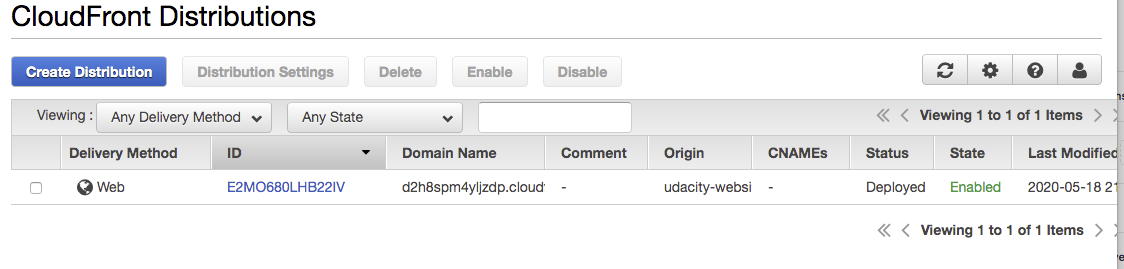 CloudFront Distributions
Create Distribution Distribution Settings Delete Enable Disable
Viewing : Any Delivery Method Any State Viewing 1 to 1 of 1 Items
Delivery Method ID Domain Name Comment Origin CNAMEs Status State Last Modified
Web E2MO680LHB22IV d2h8spm4yljzdp.cloud - udacity-websi - Deployed Enabled 2020-05-18 21
Viewing 1 to 1 of 1 Items